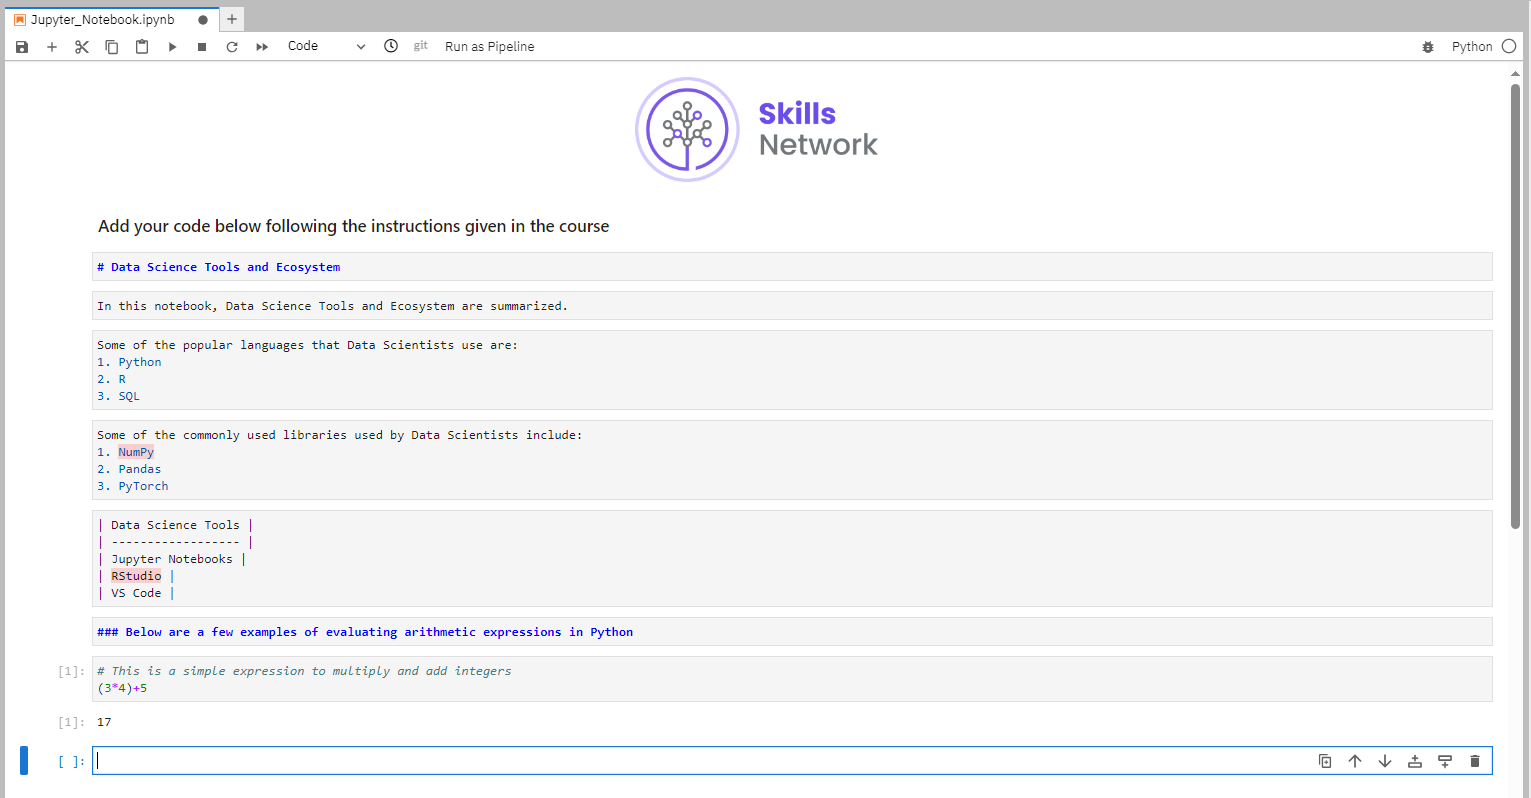 Jupyter_Notebook.ipynb
Code git Run as Pipeline Python
Skills
Network
Add your code below following the instructions given in the course
# Data Science Tools and Ecosystem
In this notebook, Data Science Tools and Ecosystem are summarized.
Some of the popular languages that Data Scientists use are:
1. Python
2. R
3. SQL
Some of the commonly used libraries used by Data Scientists include:
1. NumPy
2. Pandas
3. PyTorch
| Data Science Tools |
| ------------------ |
| Jupyter Notebooks |
| RStudio |
| VS Code |
### Below are a few examples of evaluating arithmetic expressions in Python
[1]: # This is a simple expression to multiply and add integers
(3*4)+5
[1]: 17
[ ]: